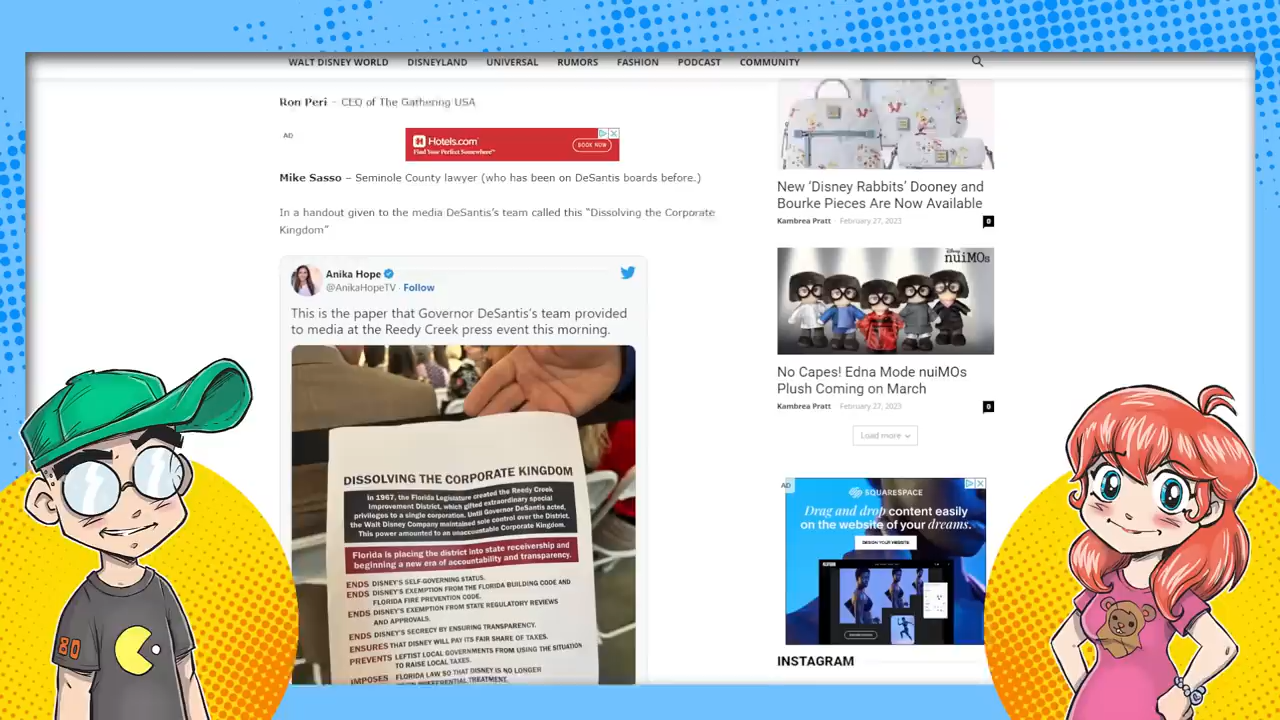 WALT DISNEY WORLD DISNEYLAND UNIVERSAL RUMORS FASHION PODCAST COMMUNITY
Ron Peri – CEO of The Gathering USA
AD
Hotels.com
Find Your Perfect Somewhere
BOOK NOW
Mike Sasso – Seminole County lawyer (who has been on DeSantis boards before.)
In a handout given to the media DeSantis's team called this "Dissolving the Corporate
Kingdom"
Anika Hope
@AnikaHopeTV · Follow
This is the paper that Governor DeSantis's team provided
to media at the Reedy Creek press event this morning.
DISSOLVING THE CORPORATE KINGDOM
In 1967, the Florida Legislature created the Reedy Creek
Improvement District, which gifted extraordinary special
privileges to a single corporation. Until Governor DeSantis acted,
the Walt Disney Company maintained sole control over the District.
This power amounted to an unaccountable Corporate Kingdom.
Florida is placing the district into state receivership and
beginning a new era of accountability and transparency.
ENDS DISNEY'S SELF-GOVERNING STATUS.
ENDS DISNEY'S EXEMPTION FROM THE FLORIDA BUILDING CODE AND
FLORIDA FIRE PREVENTION CODE.
ENDS DISNEY'S EXEMPTION FROM STATE REGULATORY REVIEWS
AND APPROVALS.
ENDS DISNEY'S SECRECY BY ENSURING TRANSPARENCY.
ENSURES THAT DISNEY WILL PAY ITS FAIR SHARE OF TAXES.
PREVENTS LEFTIST LOCAL GOVERNMENTS FROM USING THE SITUATION
TO RAISE LOCAL TAXES.
IMPOSES FLORIDA LAW SO THAT DISNEY IS NO LONGER
PREFERENTIAL TREATMENT.
New 'Disney Rabbits' Dooney and
Bourke Pieces Are Now Available
Kambrea Pratt - February 27, 2023 0
Disney
nuiMOs
No Capes! Edna Mode nuiMOs
Plush Coming on March
Kambrea Pratt - February 27, 2023 0
Load more
AD
SQUARESPACE
Drag and drop content easily
on the website of your dreams.
DESIGN YOUR WEBSITE
INSTAGRAM
80